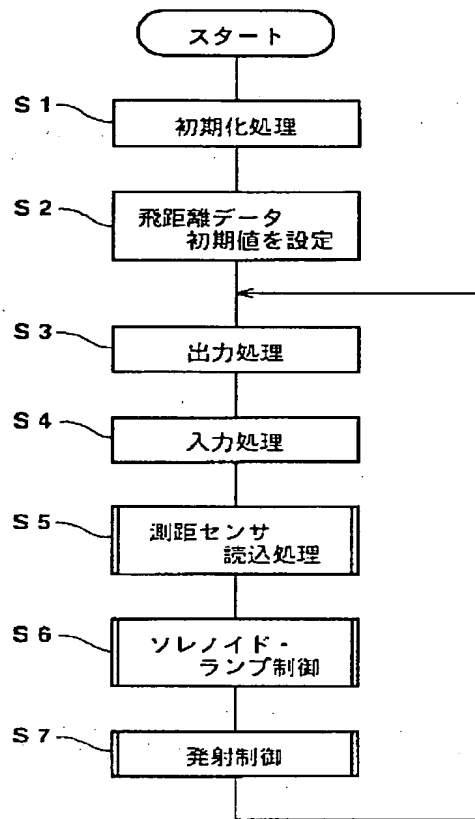 スタート
S1
初期化処理
S2
飛距離データ
初期値を設定
S3
出力処理
S4
入力処理
S5
測距センサ
読込処理
S6
ソレノイド・
ランプ制御
S7
発射制御